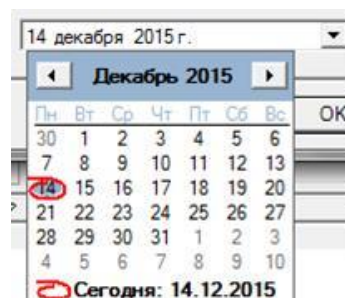 14 декабря 2015 г.
Декабрь 2015
Пн Вт Ср Чт Пт Сб Вс
30 1 2 3 4 5 6
OK
7 8 9 10 11 12 13
14 15 16 17 18 19 20
21 22 23 24 25 26 27
28 29 30 31 1 2 3
4 5 6 7 8 9 10
Сегодня: 14.12.2015